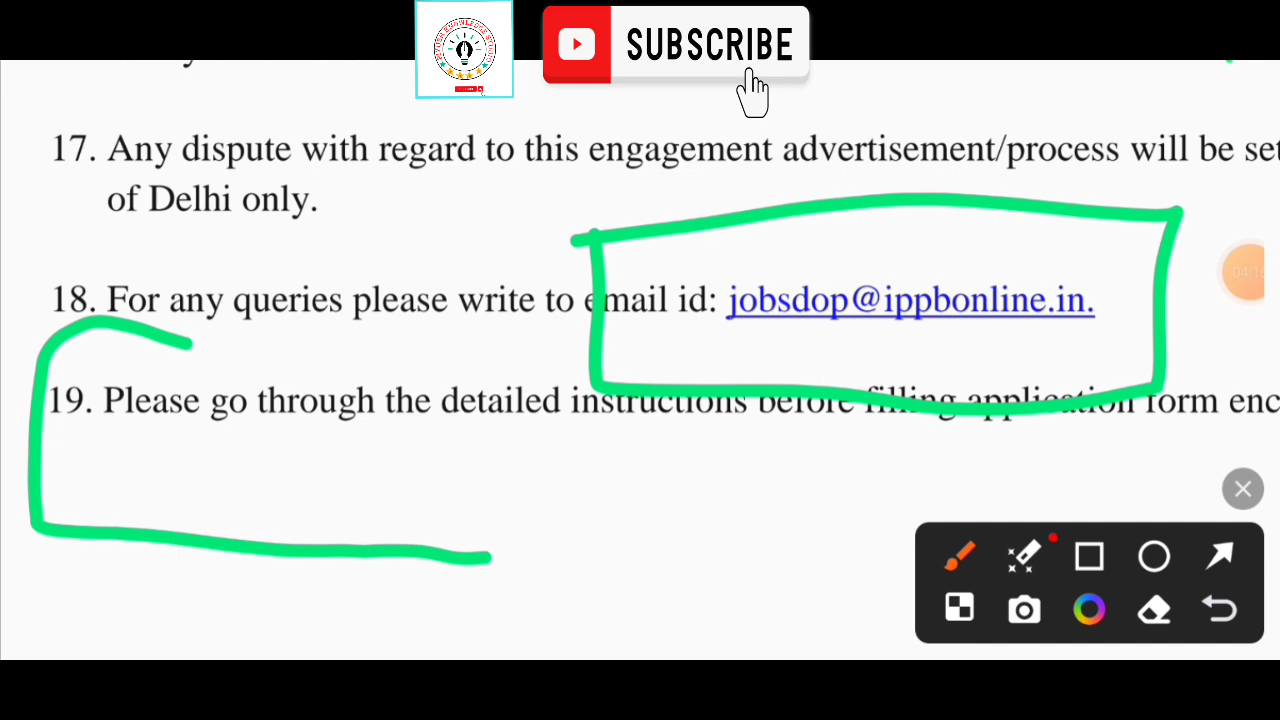 SUBSCRIBE
17. Any dispute with regard to this engagement advertisement/process will be set
of Delhi only.
04:16
18. For any queries please write to email id: jobsdop@ippbonline.in.
19. Please go through the detailed instructions before filling application form enc